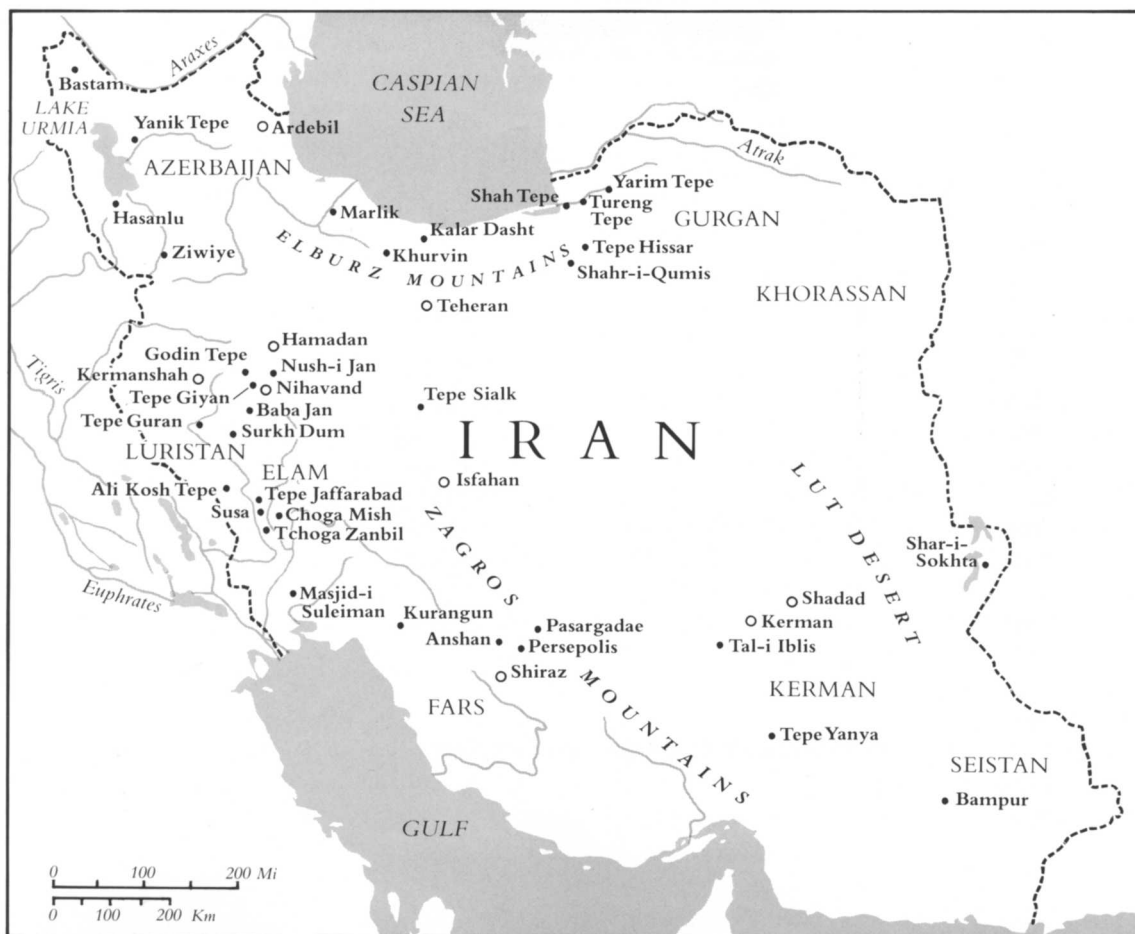 Araxes
Bastam
CASPIAN
SEA
LAKE
URMIA
Yanik Tepe
Ardebil
AZERBAIJAN
Atrak
Yarim Tepe
Shah Tepe
Tureng
Tepe
Hasanlu
Marlik
GURGAN
Kalar Dasht
Ziwiye
Khurvin
Tepe Hissar
Shahr-i-Qumis
ELBURZ MOUNTAINS
KHORASSAN
Teheran
Hamadan
Godin Tepe
Nush-i Jan
Kermanshah
Tigris
Tepe Giyan
Nihavand
Tepe Sialk
Baba Jan
Tepe Guran
Surkh Dum
IRAN
LURISTAN
ELAM
Isfahan
Ali Kosh Tepe
Tepe Jaffarabad
Susa
Choga Mish
Tchoga Zanbil
ZAGROS MOUNTAINS
LUT DESERT
Shar-i-
Sokhta
Euphrates
Masjid-i
Suleiman
Kurangun
Shadad
Kerman
Pasargadae
Anshan
Persepolis
Tal-i Iblis
Shiraz
KERMAN
FARS
Tepe Yanya
SEISTAN
Bampur
GULF
0 100 200 Mi
0 100 200 Km